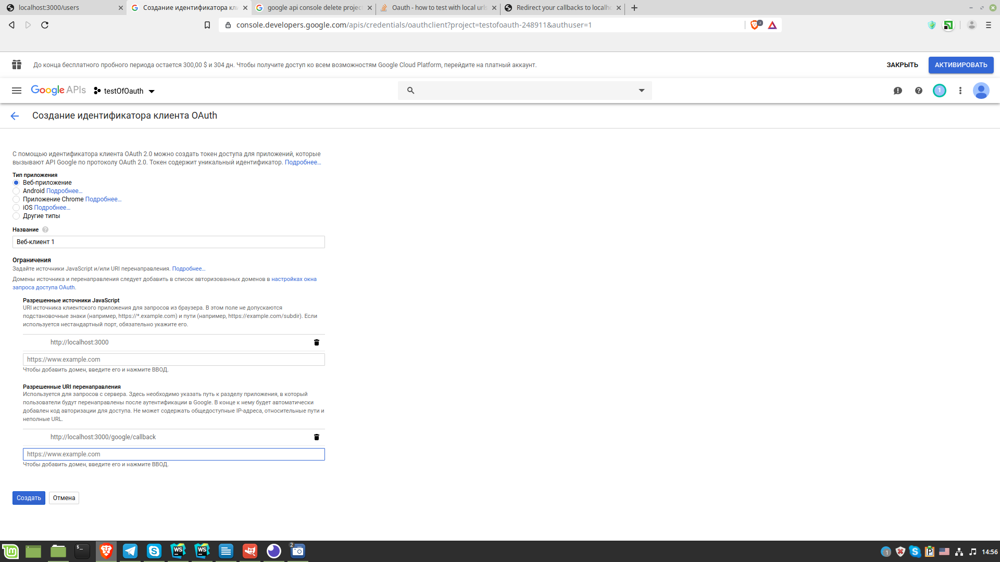 localhost:3000/users
Создание идентификатора кли
google api console delete projec
Oauth - how to test with local urls
Redirect your callbacks to localho
console.developers.google.com/apis/credentials/oauthclient?project=testofoauth-248911&authuser=1
2
До конца бесплатного пробного периода остается 300,00 $ и 304 дн. Чтобы получите доступ ко всем возможностям Google Cloud Platform, перейдите на платный аккаунт.
ЗАКРЫТЬ
АКТИВИРОВАТЬ
Google APIs
testOfOauth
1
Создание идентификатора клиента OAuth
С помощью идентификатора клиента OAuth 2.0 можно создать токен доступа для приложений, которые
вызывают API Google по протоколу OAuth 2.0. Токен содержит уникальный идентификатор. Подробнее…
Тип приложения
Веб-приложение
Android Подробнее…
Приложение Chrome Подробнее…
iOS Подробнее…
Другие типы
Название
Веб-клиент 1
Ограничения
Задайте источники JavaScript и/или URI перенаправления. Подробнее…
Домены источника и перенаправления следует добавить в список авторизованных доменов в настройках окна
запроса доступа OAuth.
Разрешенные источники JavaScript
URI источника клиентского приложения для запросов из браузера. В этом поле не допускаются
подстановочные знаки (например, https://*.example.com) и пути (например, https://example.com/subdir). Если
используется нестандартный порт, обязательно укажите его.
http://localhost:3000
https://www.example.com
Чтобы добавить домен, введите его и нажмите ВВОД.
Разрешенные URI перенаправления
Используется для запросов с сервера. Здесь необходимо указать путь к разделу приложения, в который
пользователи будут перенаправлены после аутентификации в Google. В конце к нему будет автоматически
добавлен код авторизации для доступа. Не может содержать общедоступные IP-адреса, относительные пути и
неполные URL.
http://localhost:3000/google/callback
https://www.example.com
Чтобы добавить домен, введите его и нажмите ВВОД.
Создать
Отмена
WS
WS
2
1
14:56